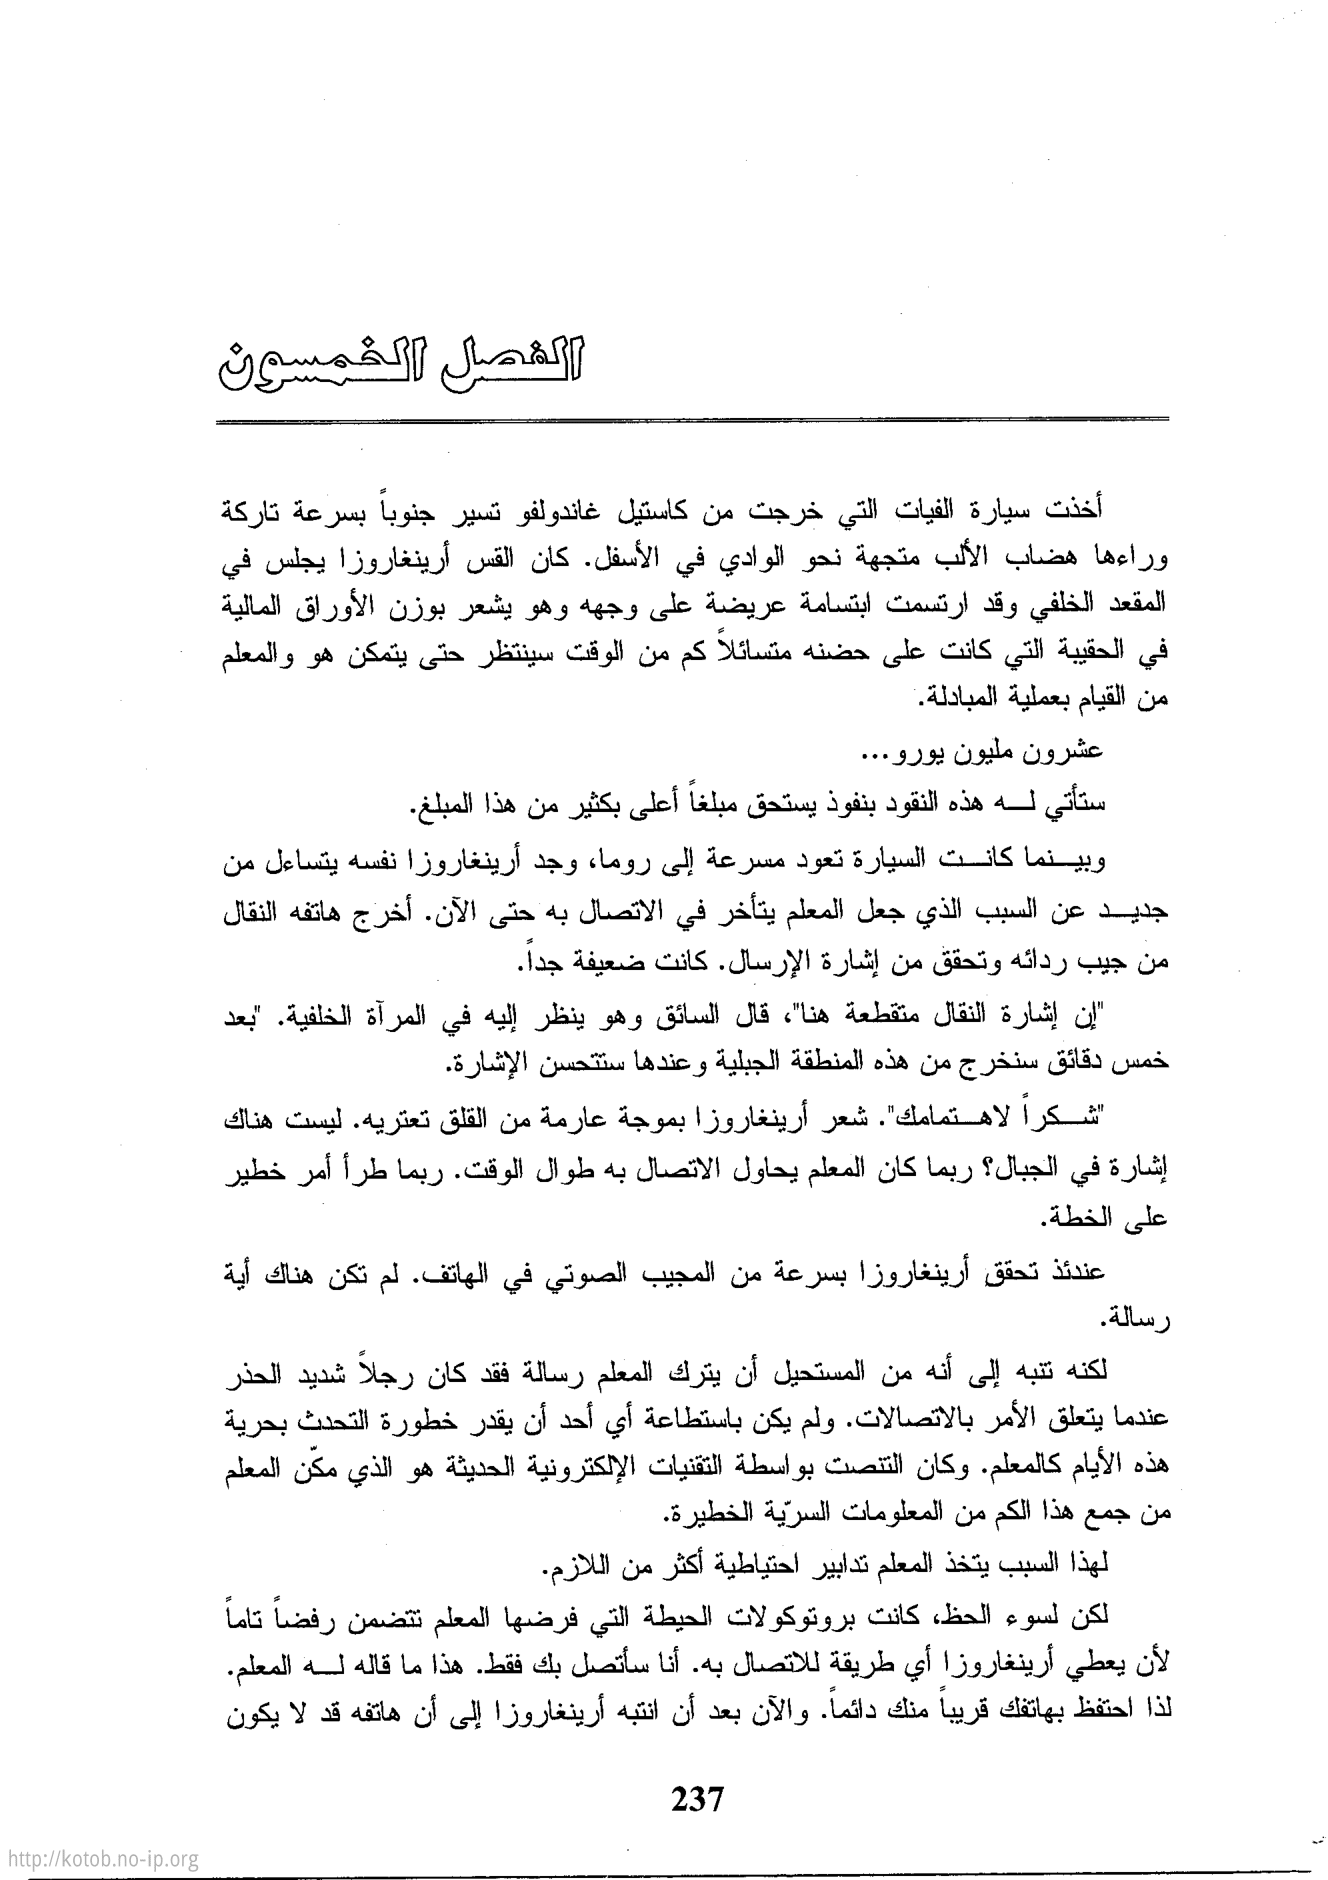 الفصل الخمسون
أخذت سيارة الفيات التي خرجت من كاستيل غاندولفو تسير جنوباً بسرعة تاركة
وراءها هضاب الألب متجهة نحو الوادي في الأسفل. كان القس أرينغاروزا يجلس في
المقعد الخلفي وقد ارتسمت ابتسامة عريضة على وجهه وهو يشعر بوزن الأوراق المالية
في الحقيبة التي كانت على حضنه متسائلاً كم من الوقت سينتظر حتى يتمكن هو والمعلم
من القيام بعملية المبادلة.
عشرون مليون يورو...
ستأتي لـه هذه النقود بنفوذ يستحق مبلغاً أعلى بكثير من هذا المبلغ.
وبينما كانت السيارة تعود مسرعة إلى روما، وجد أرينغاروزا نفسه يتساءل من
جديد عن السبب الذي جعل المعلم يتأخر في الاتصال به حتى الآن. أخرج هاتفه النقال
من جيب ردائه وتحقق من إشارة الإرسال. كانت ضعيفة جداً.
"إن إشارة النقال متقطعة هنا"، قال السائق وهو ينظر إليه في المرآة الخلفية. "بعد
خمس دقائق سنخرج من هذه المنطقة الجبلية وعندها ستتحسن الإشارة.
"شكراً لاهتمامك". شعر أرينغاروزا بموجة عارمة من القلق تعتريه. ليست هناك
إشارة في الجبال؟ ربما كان المعلم يحاول الاتصال به طوال الوقت. ربما طرأ أمر خطير
على الخطة.
عندئذ تحقق أرينغاروزا بسرعة من المجيب الصوتي في الهاتف. لم تكن هناك أية
رسالة.
لكنه تنبه إلى أنه من المستحيل أن يترك المعلم رسالة فقد كان رجلاً شديد الحذر
عندما يتعلق الأمر بالاتصالات. ولم يكن باستطاعة أي أحد أن يقدر خطورة التحدث بحرية
هذه الأيام كالمعلم. وكان التنصت بواسطة التقنيات الإلكترونية الحديثة هو الذي مكّن المعلم
من جمع هذا الكم من المعلومات السرّية الخطيرة.
لهذا السبب يتخذ المعلم تدابير احتياطية أكثر من اللازم.
لكن لسوء الحظ، كانت بروتوكولات الحيطة التي فرضها المعلم تتضمن رفضاً تاماً
لأن يعطي أرينغاروزا أي طريقة للاتصال به. أنا سأتصل بك فقط. هذا ما قاله لـه المعلم.
لذا احتفظ بهاتفك قريباً منك دائماً. والآن بعد أن انتبه أرينغاروزا إلى أن هاتفه قد لا يكون
237
http://kotob.no-ip.org